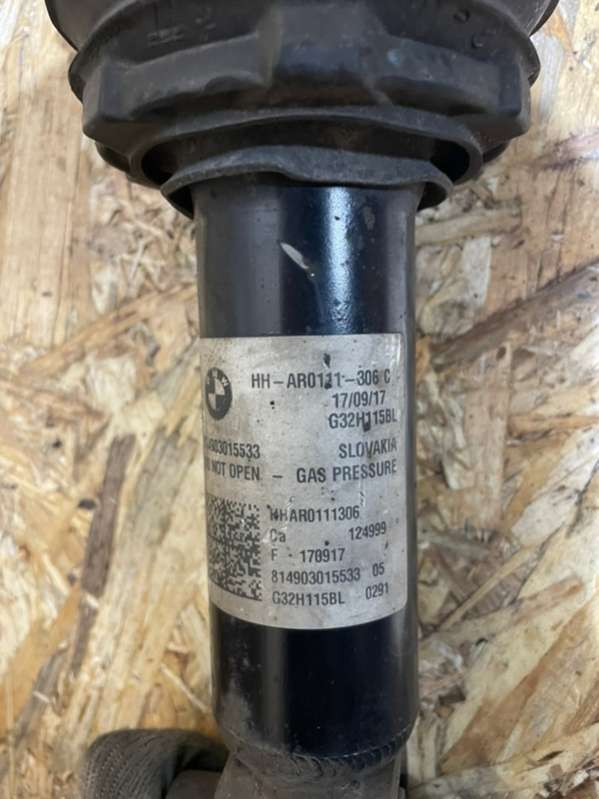 HH-AR0111-306 C
17/09/17
G32H115BL
903015533 SLOVAKIA
NOT OPEN - GAS PRESSURE
HHAR0111306
Ca 124999
F - 170917
814903015533 05
G32H115BL 0291